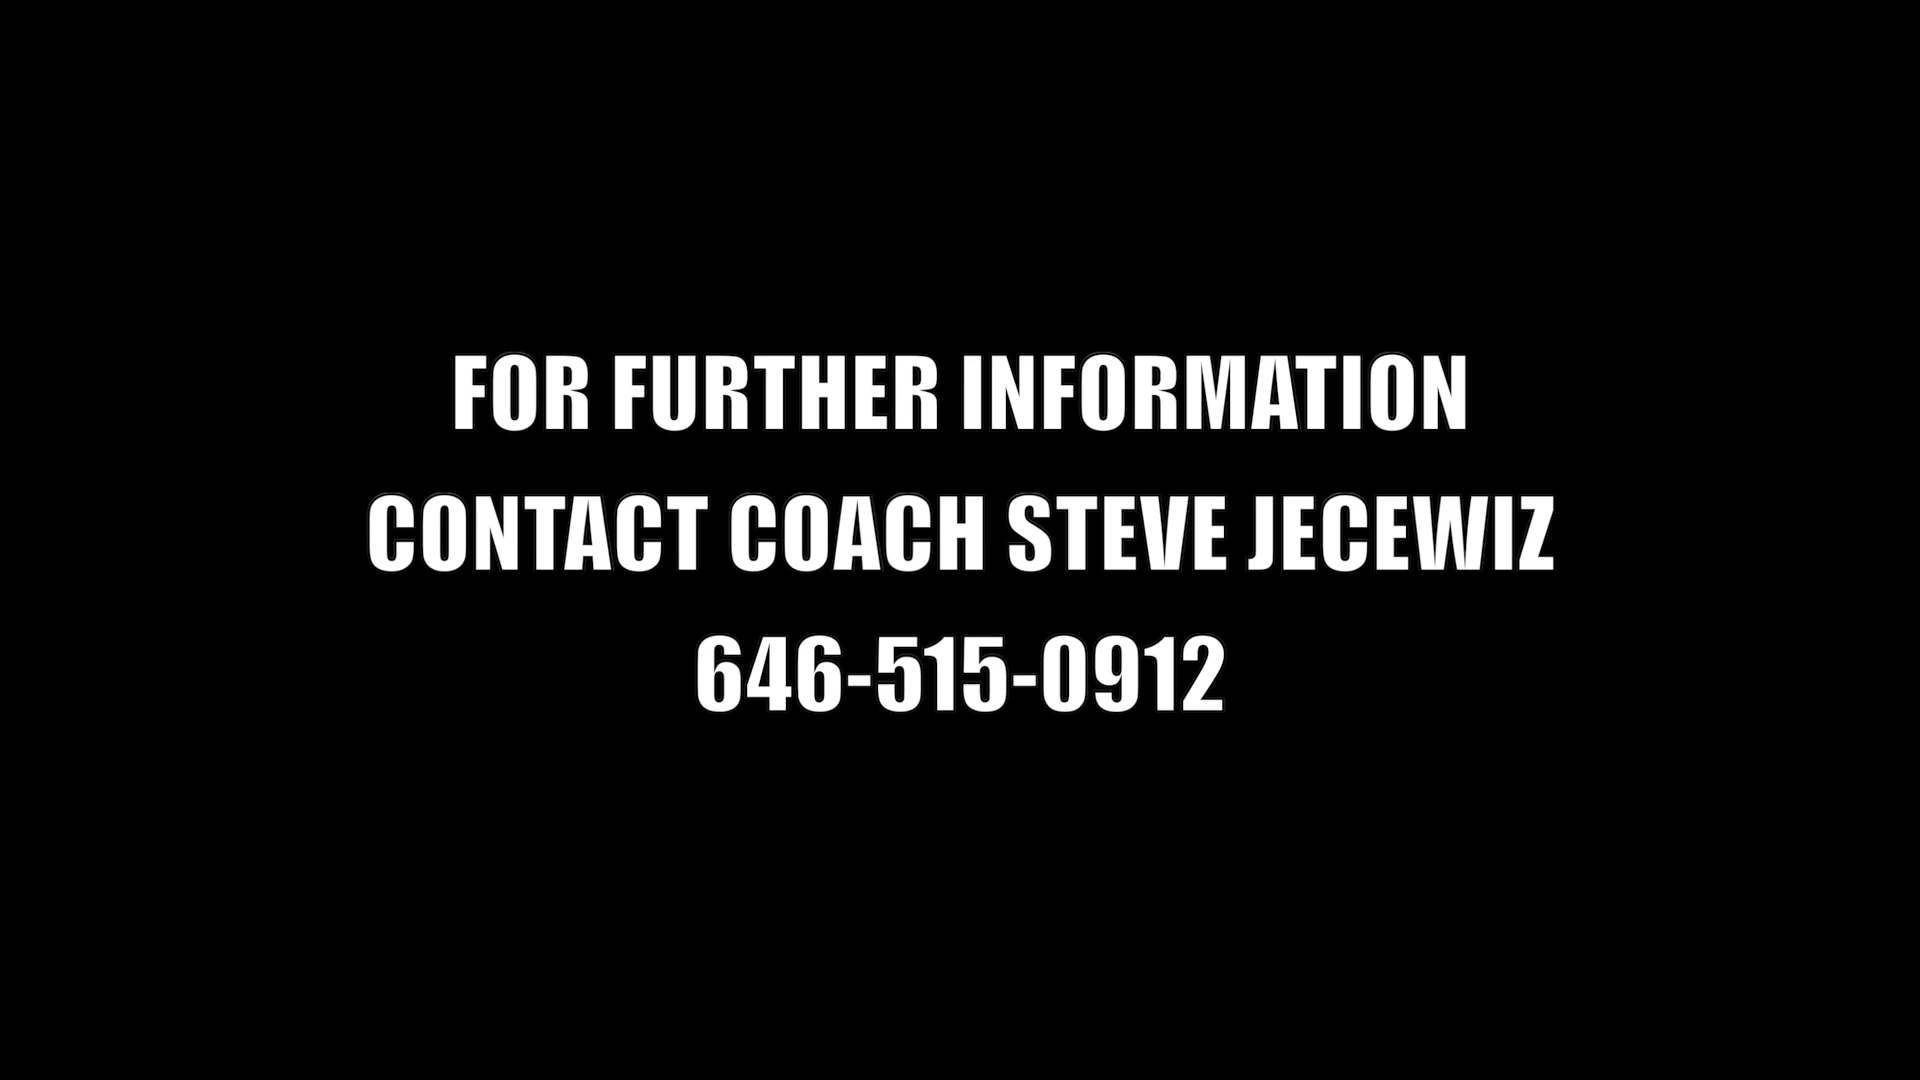 FOR FURTHER INFORMATION
CONTACT COACH STEVE JECEWIZ
646-515-0912